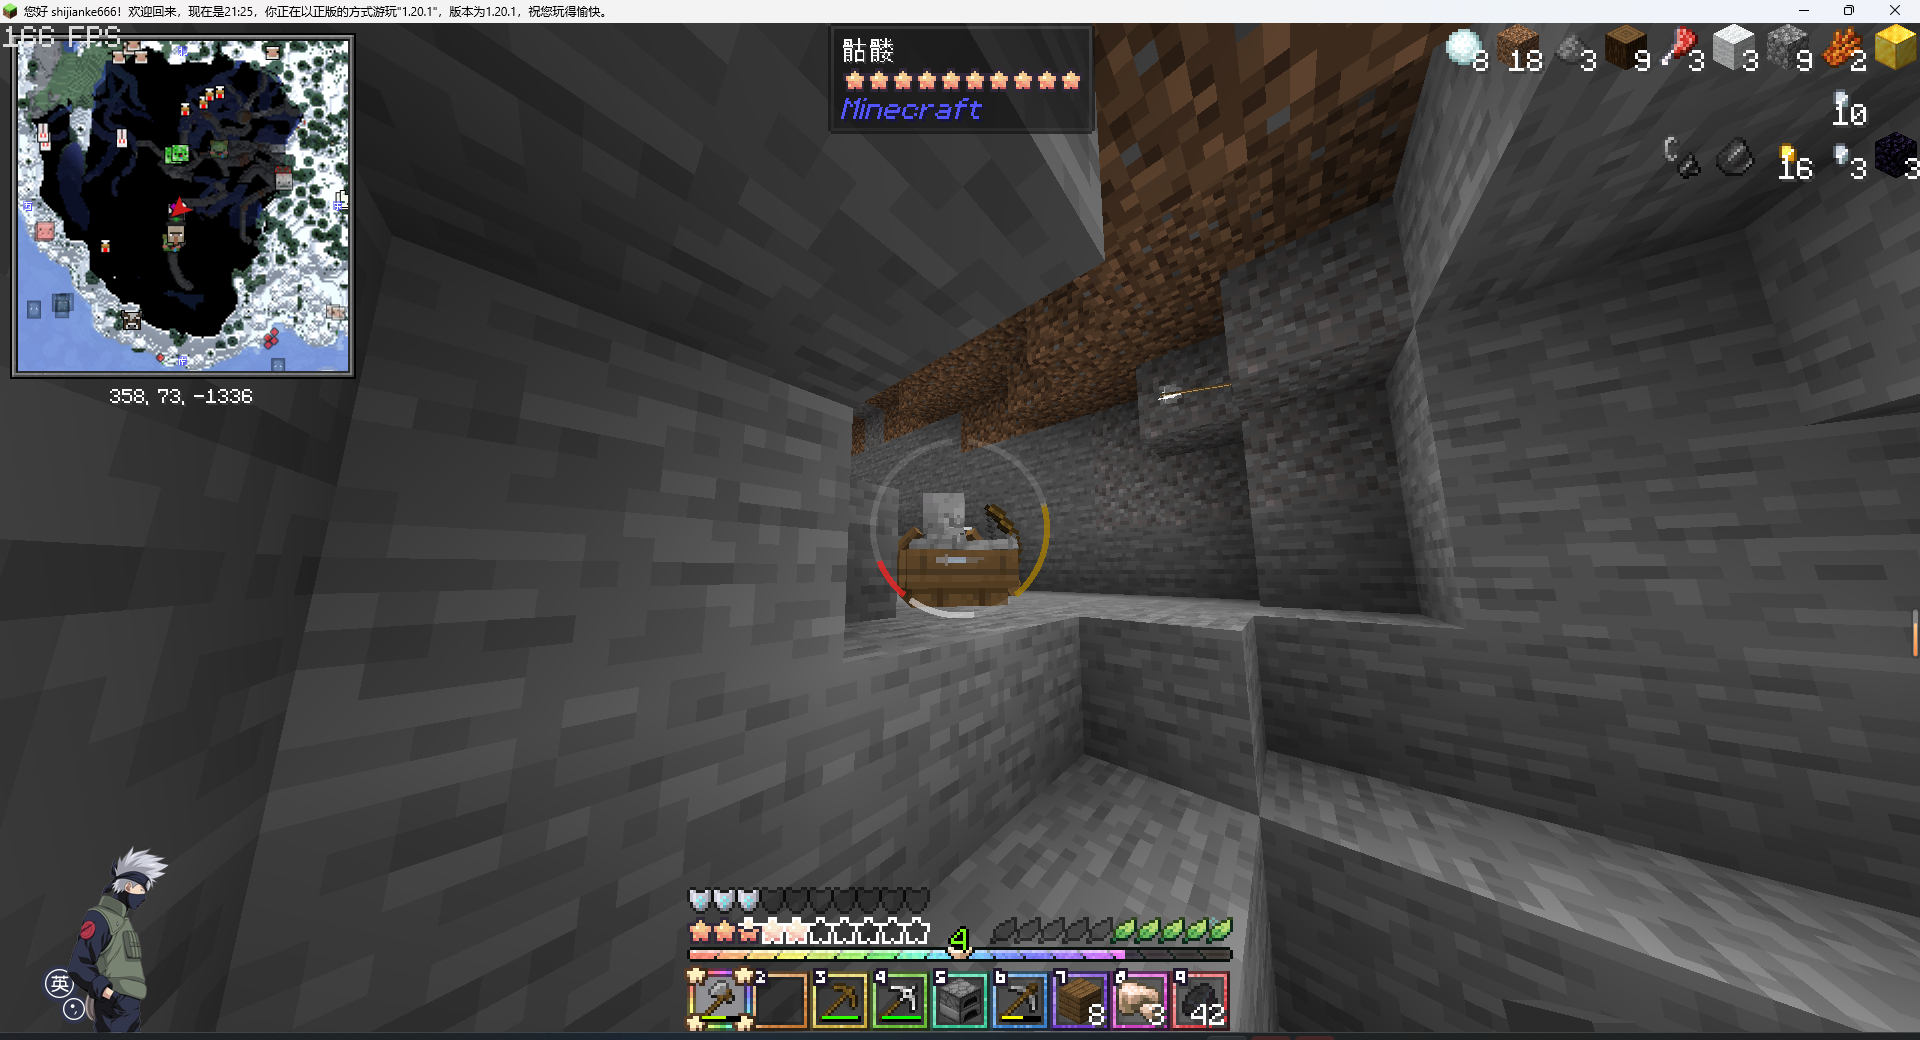 您好 shijianke666！欢迎回来，现在是21:25，你正在以正版的方式游玩"1.20.1"，版本为1.20.1，祝您玩得愉快。
166 FPS
骷髅
Minecraft
8 18 3 9 3 3 9 2
10
16 3 3
358, 73, -1336
4
2 3 4 5 6 7 8 9
8 3 42
英